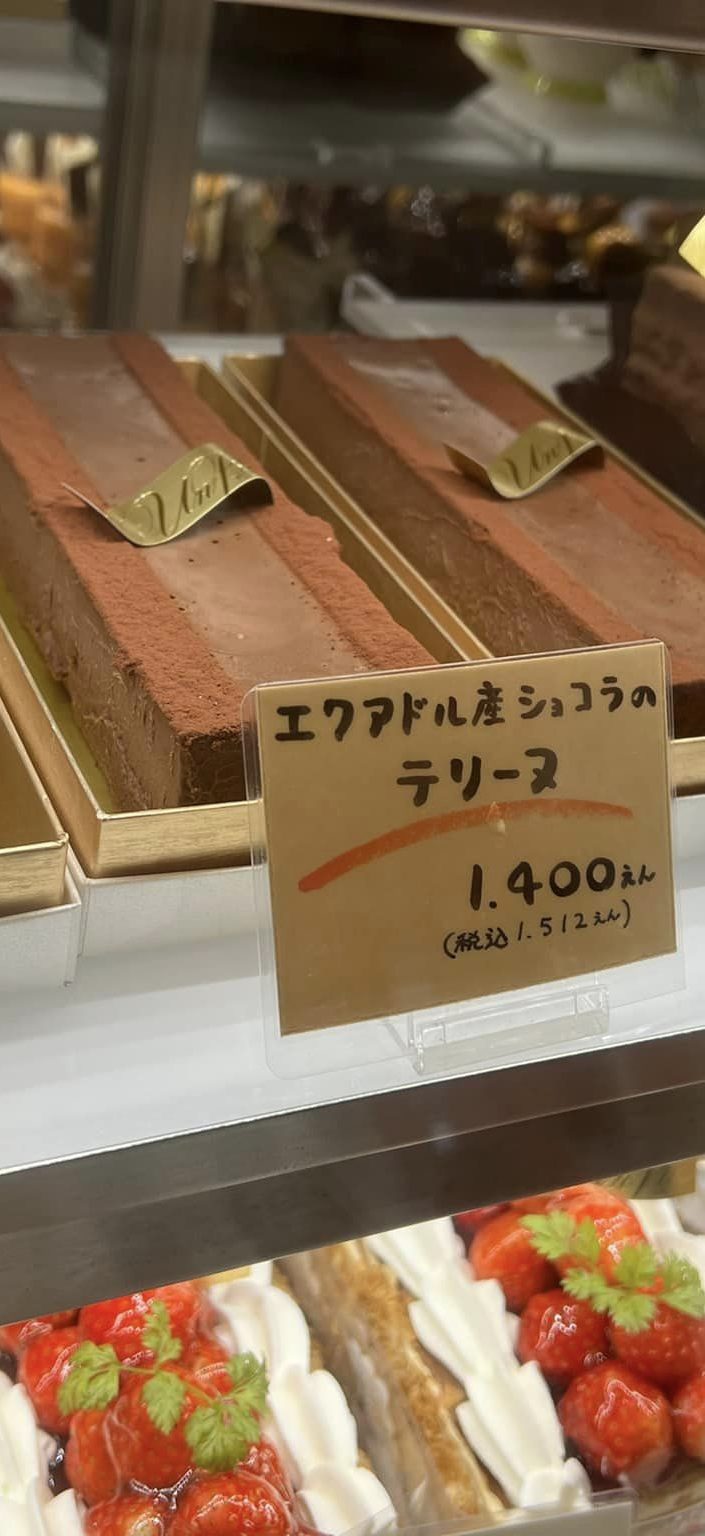 エクアドル産ショコラの
テリーヌ
1.400えん
(税込1.512えん)